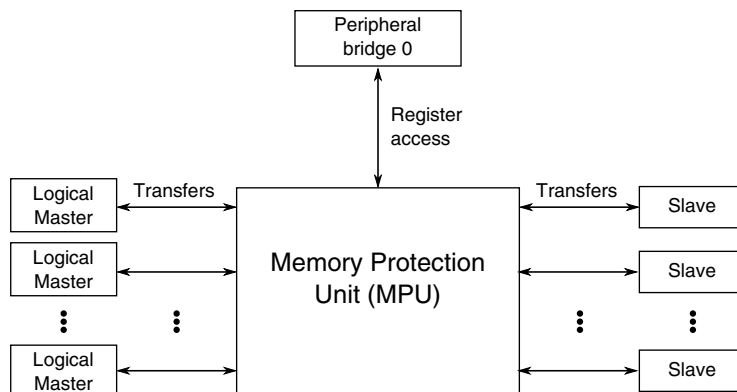 Peripheral
bridge 0
Register
access
Logical
Master
Transfers
Transfers
Slave
Logical
Master
Memory Protection
Unit (MPU)
Slave
Logical
Master
Slave